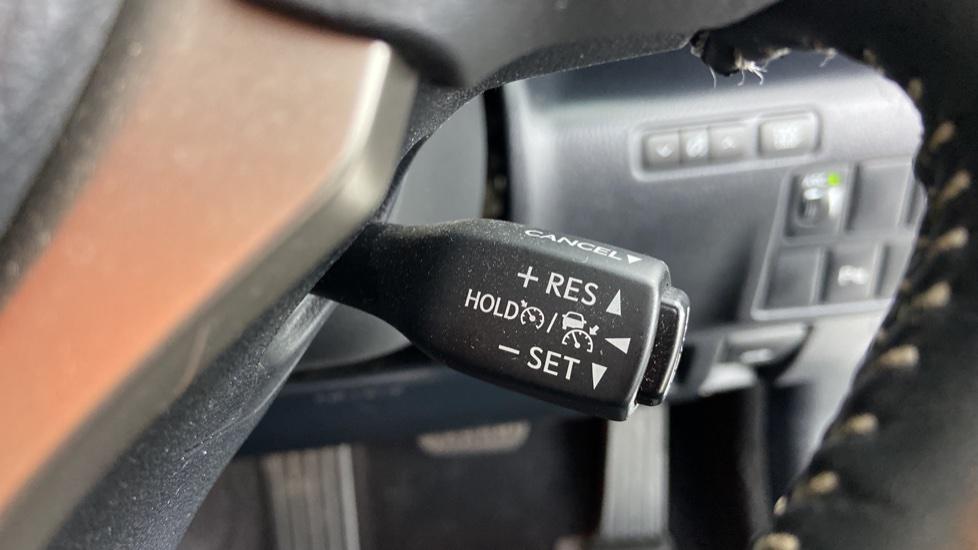 CANCEL▼
+ RES ▲
HOLD / ◀
− SET ▼